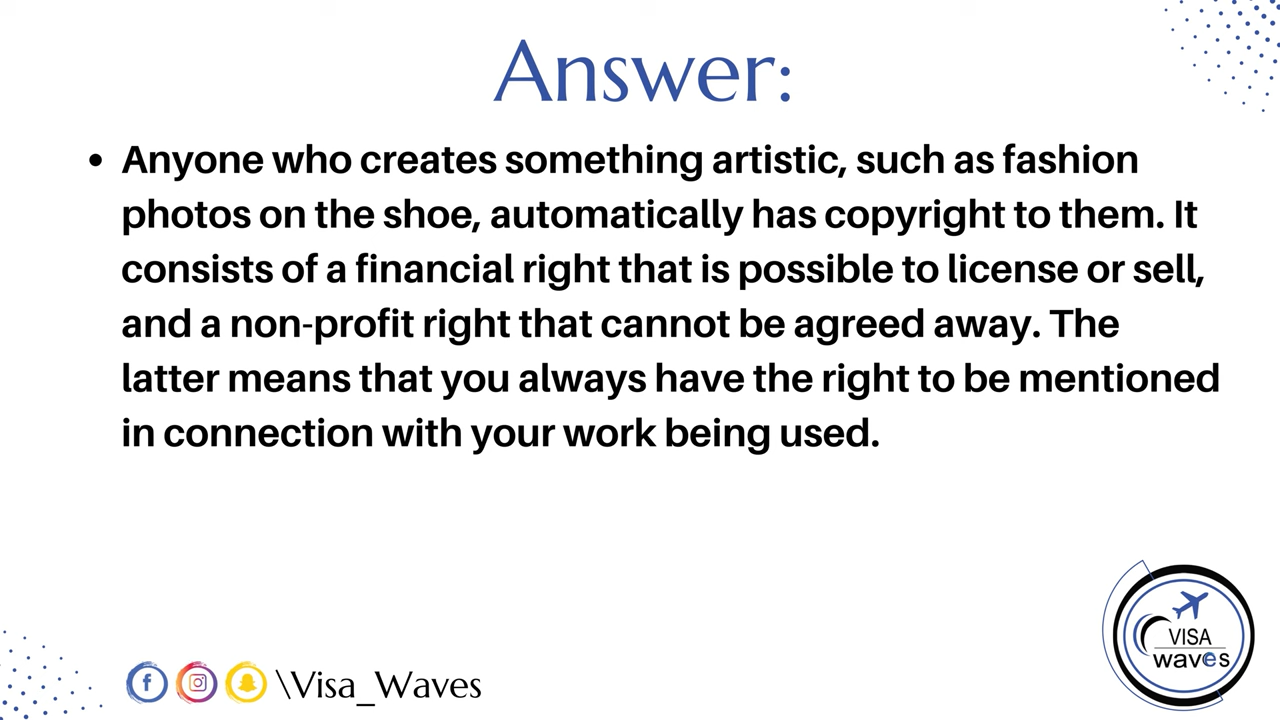 Answer:
• Anyone who creates something artistic, such as fashion
photos on the shoe, automatically has copyright to them. It
consists of a financial right that is possible to license or sell,
and a non-profit right that cannot be agreed away. The
latter means that you always have the right to be mentioned
in connection with your work being used.
\Visa_Waves
VISA
waves